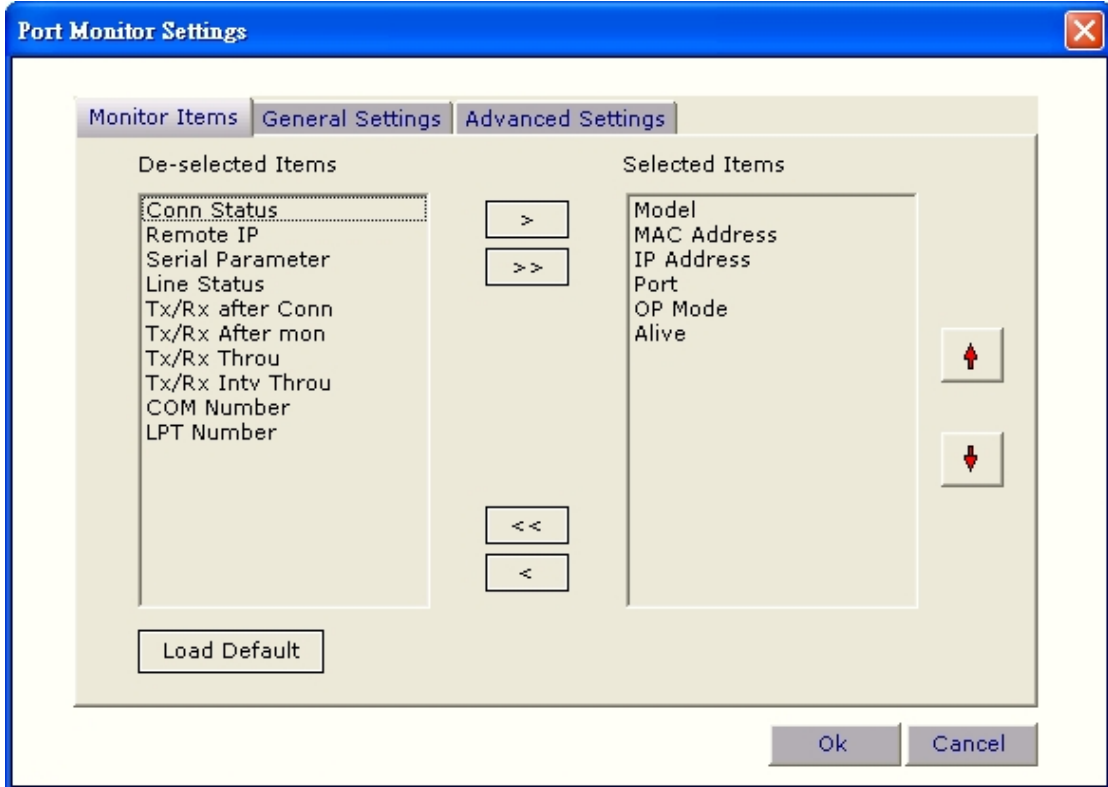 Port Monitor Settings
Monitor Items General Settings Advanced Settings
De-selected Items
Conn Status
Remote IP
Serial Parameter
Line Status
Tx/Rx after Conn
Tx/Rx After mon
Tx/Rx Throu
Tx/Rx Intv Throu
COM Number
LPT Number
>
>>
<<
<
Selected Items
Model
MAC Address
IP Address
Port
OP Mode
Alive
Load Default
Ok Cancel